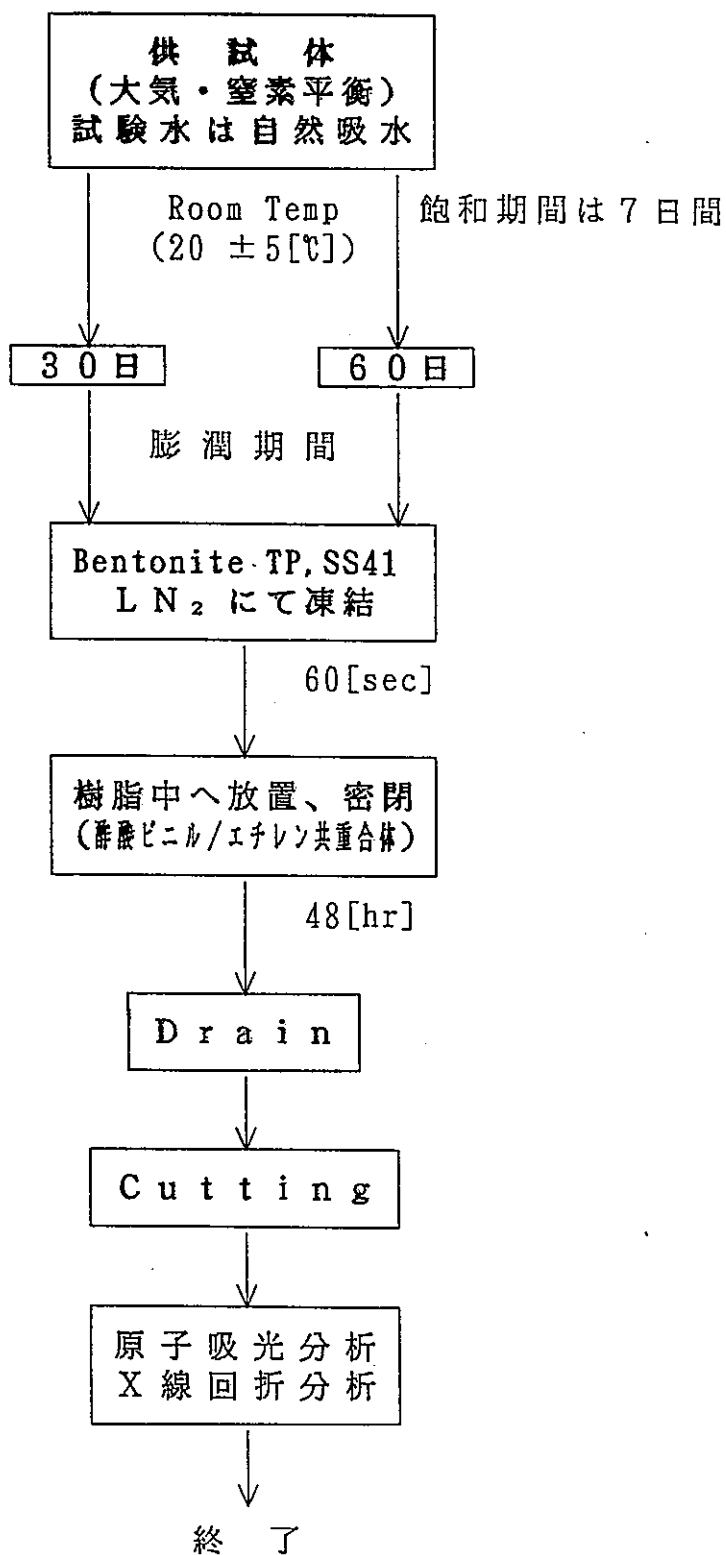 供試体
(大気・窒素平衡)
試験水は自然吸水
Room Temp
(20 ±5[℃])
飽和期間は7日間
30日
60日
膨潤期間
Bentonite TP, SS41
LN₂にて凍結
60[sec]
樹脂中へ放置、密閉
(酢酸ビニル/エチレン共重合体)
48[hr]
Drain
Cutting
原子吸光分析
X線回折分析
終了